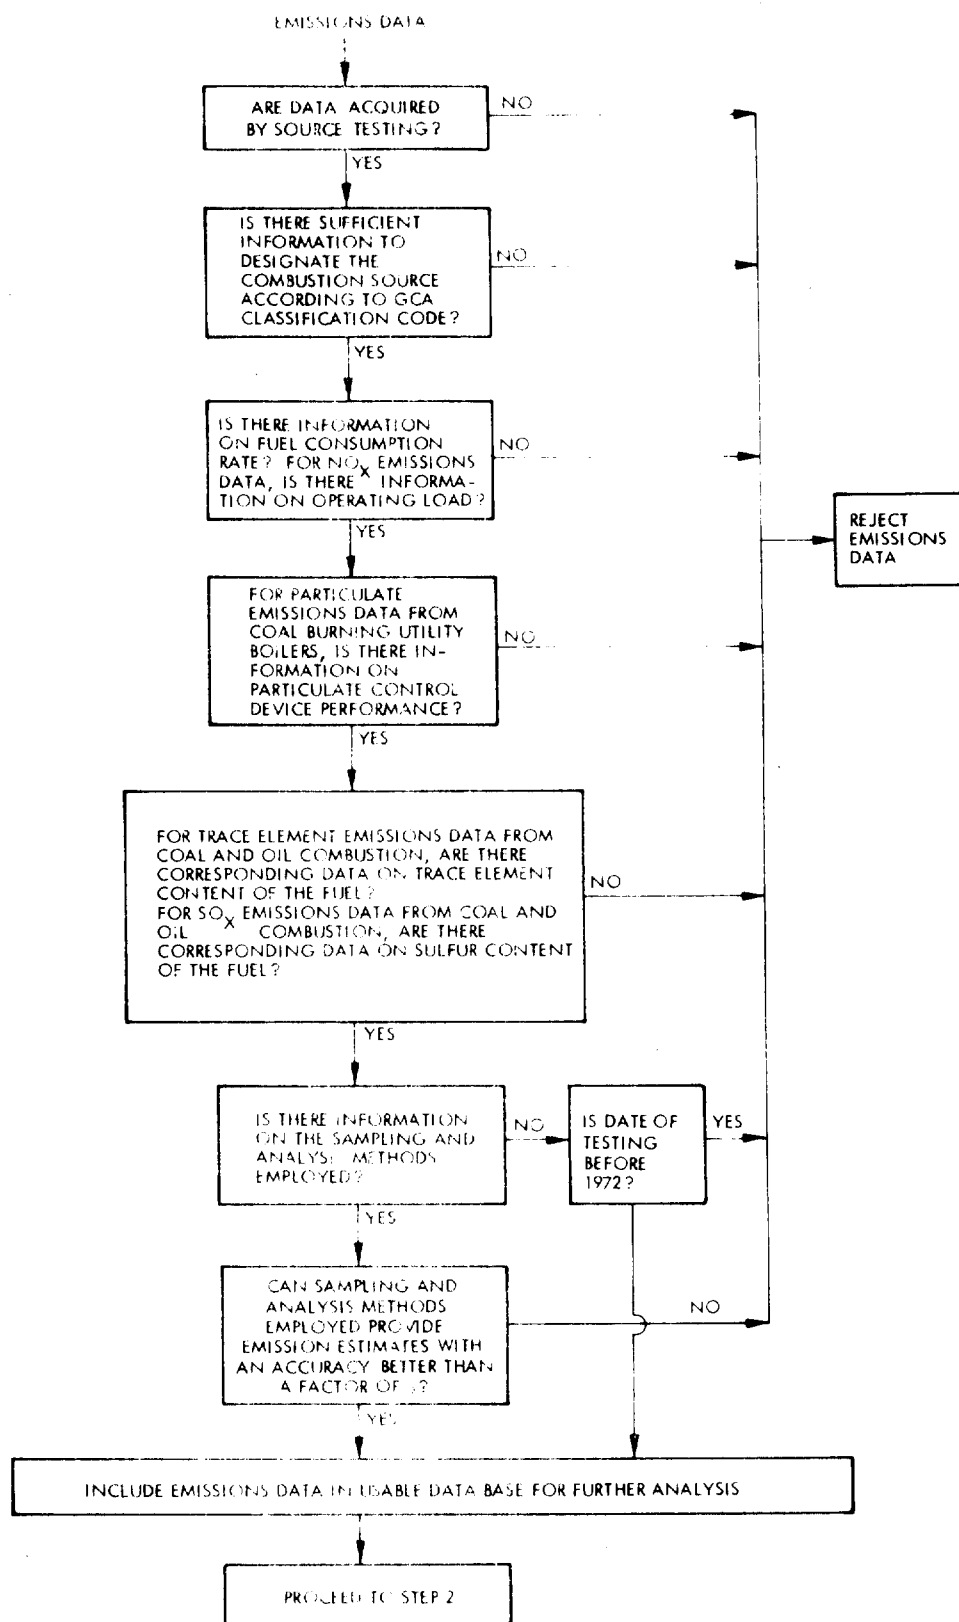 EMISSIONS DATA
ARE DATA ACQUIRED
BY SOURCE TESTING?
NO
YES
IS THERE SUFFICIENT
INFORMATION TO
DESIGNATE THE
COMBUSTION SOURCE
ACCORDING TO GCA
CLASSIFICATION CODE?
NO
YES
IS THERE INFORMATION
ON FUEL CONSUMPTION
RATE? FOR NOX EMISSIONS
DATA, IS THERE INFORMA-
TION ON OPERATING LOAD?
NO
YES
REJECT
EMISSIONS
DATA
FOR PARTICULATE
EMISSIONS DATA FROM
COAL BURNING UTILITY
BOILERS, IS THERE IN-
FORMATION ON
PARTICULATE CONTROL
DEVICE PERFORMANCE?
NO
YES
FOR TRACE ELEMENT EMISSIONS DATA FROM
COAL AND OIL COMBUSTION, ARE THERE
CORRESPONDING DATA ON TRACE ELEMENT
CONTENT OF THE FUEL?
FOR SOX EMISSIONS DATA FROM COAL AND
OIL COMBUSTION, ARE THERE
CORRESPONDING DATA ON SULFUR CONTENT
OF THE FUEL?
NO
YES
IS THERE INFORMATION
ON THE SAMPLING AND
ANALYSIS METHODS
EMPLOYED?
NO
IS DATE OF
TESTING
BEFORE
1972?
YES
YES
CAN SAMPLING AND
ANALYSIS METHODS
EMPLOYED PROVIDE
EMISSION ESTIMATES WITH
AN ACCURACY BETTER THAN
A FACTOR OF ?
NO
YES
INCLUDE EMISSIONS DATA IN USABLE DATA BASE FOR FURTHER ANALYSIS
PROCEED TO STEP 2